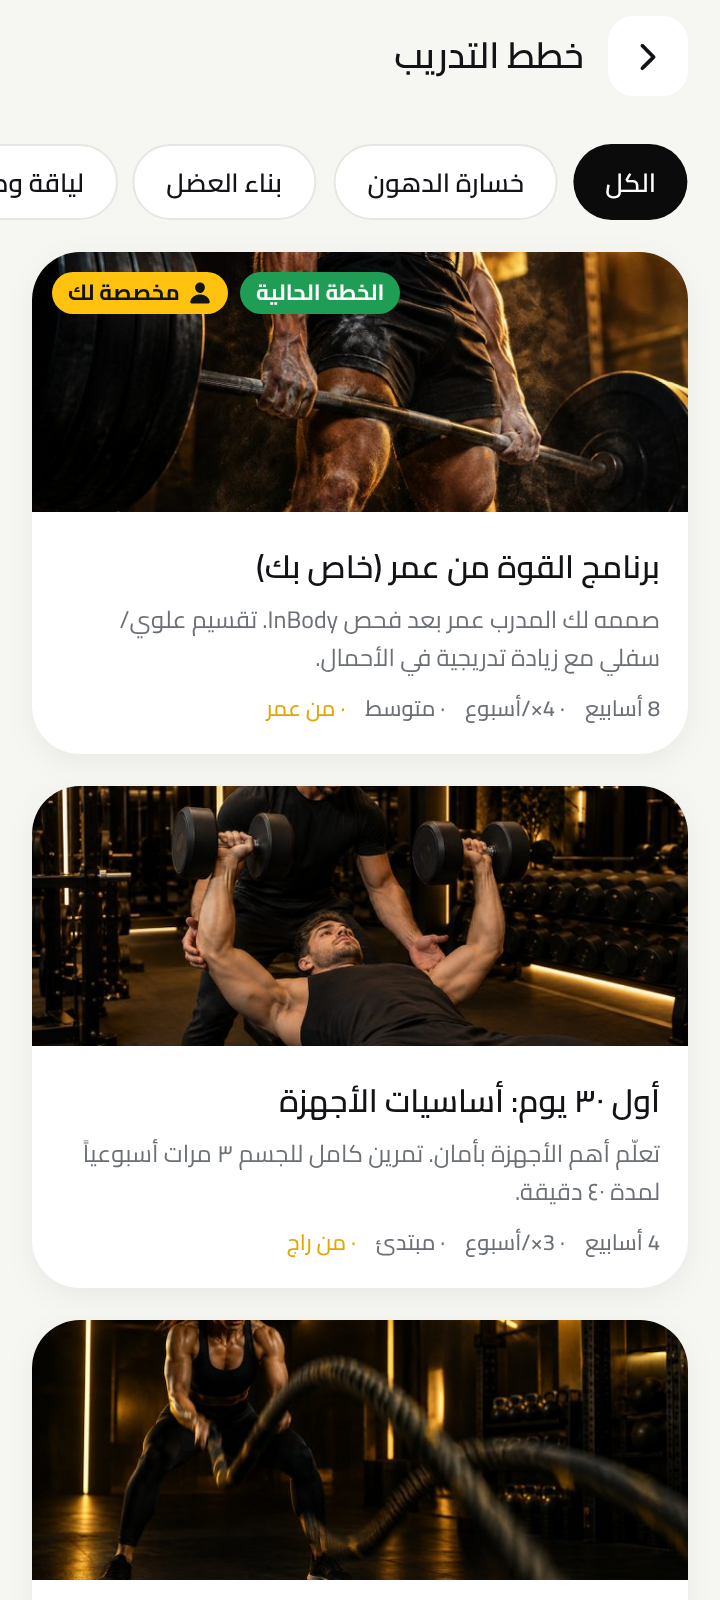 خطط التدريب
الكل
خسارة الدهون
بناء العضل
لياقة
الخطة الحالية
مخصصة لك
برنامج القوة من عمر (خاص بك)
صممه لك المدرب عمر بعد فحص InBody. تقسيم علوي/
سفلي مع زيادة تدريجية في الأحمال.
8 أسابيع · 4×/أسبوع · متوسط · من عمر
أول ٣٠ يوم: أساسيات الأجهزة
تعلّم أهم الأجهزة بأمان. تمرين كامل للجسم ٣ مرات أسبوعياً
لمدة ٤٠ دقيقة.
4 أسابيع · 3×/أسبوع · مبتدئ · من راج